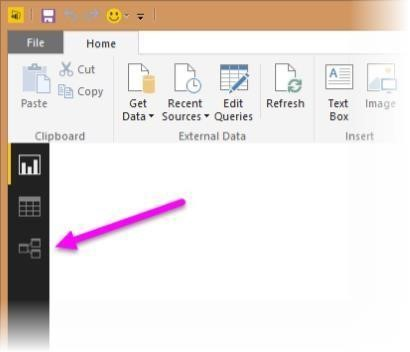 File Home
Cut
Copy
Paste
Get Data
Recent Sources
Edit Queries
Refresh
Text Box
Image
Clipboard External Data Insert